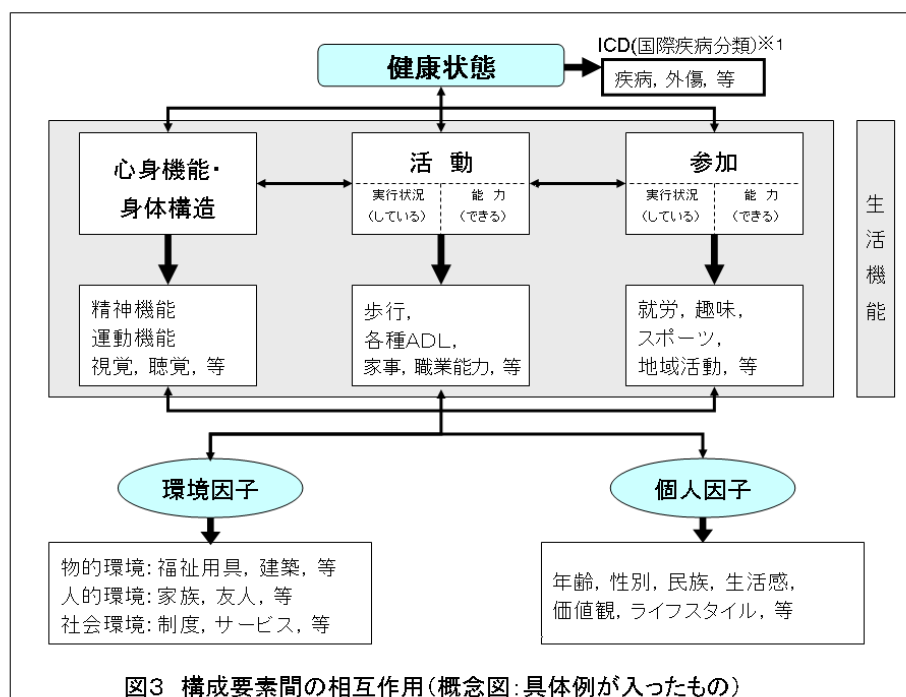 ICD(国際疾病分類)※1
健康状態
疾病, 外傷, 等
心身機能・
身体構造
活 動
実行状況
(している)
能 力
(できる)
参加
実行状況
(している)
能 力
(できる)
生活機能
精神機能
運動機能
視覚, 聴覚, 等
歩行,
各種ADL,
家事, 職業能力, 等
就労, 趣味,
スポーツ,
地域活動, 等
環境因子
個人因子
物的環境: 福祉用具, 建築, 等
人的環境: 家族, 友人, 等
社会環境: 制度, サービス, 等
年齢, 性別, 民族, 生活感,
価値観, ライフスタイル, 等
図3 構成要素間の相互作用(概念図:具体例が入ったもの)